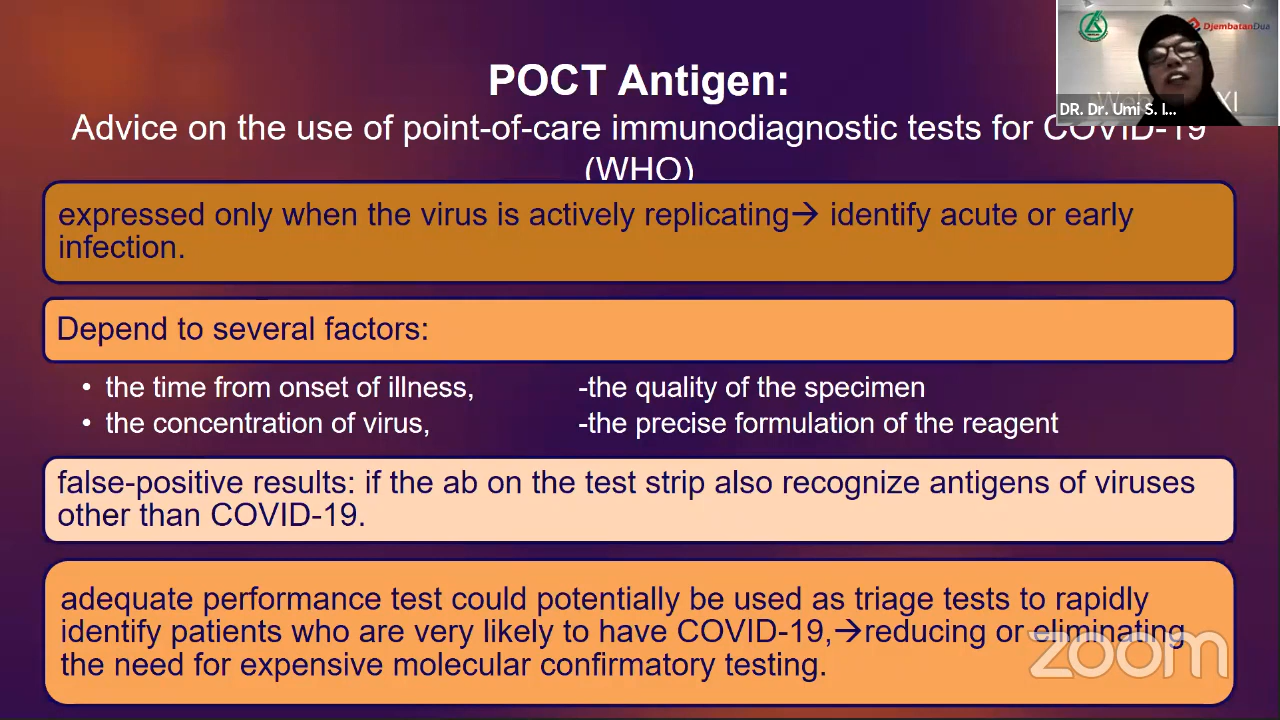 DjembatanDua
XI
DR. Dr. Umi S. I...
POCT Antigen:
Advice on the use of point-of-care immunodiagnostic tests for COVID-19
(WHO)
expressed only when the virus is actively replicating→ identify acute or early
infection.
Depend to several factors:
• the time from onset of illness, -the quality of the specimen
• the concentration of virus, -the precise formulation of the reagent
false-positive results: if the ab on the test strip also recognize antigens of viruses
other than COVID-19.
adequate performance test could potentially be used as triage tests to rapidly
identify patients who are very likely to have COVID-19,→reducing or eliminating
the need for expensive molecular confirmatory testing.
zoom